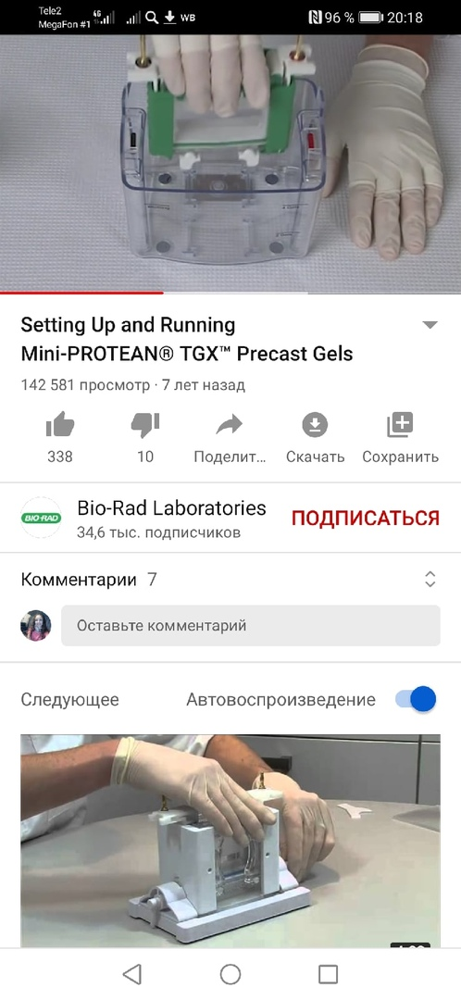 Tele2
MegaFon #1
4G
WB
96 %
20:18
Setting Up and Running
Mini-PROTEAN® TGX™ Precast Gels
142 581 просмотр · 7 лет назад
338
10
Поделит...
Скачать
Сохранить
BIO-RAD
Bio-Rad Laboratories
34,6 тыс. подписчиков
ПОДПИСАТЬСЯ
Комментарии 7
Оставьте комментарий
Следующее
Автовоспроизведение